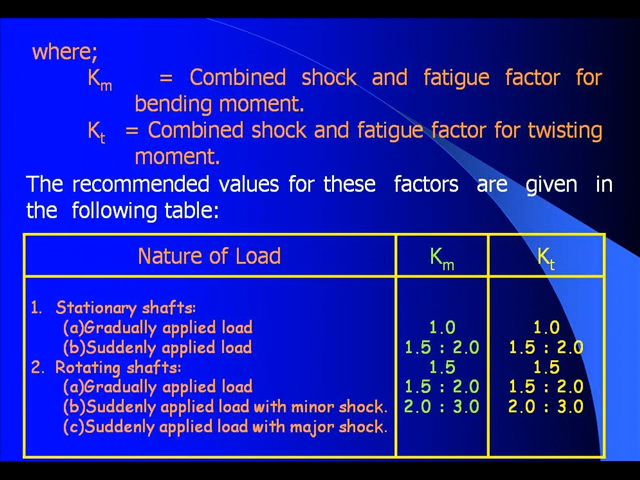 where;
Km = Combined shock and fatigue factor for
bending moment.
Kt = Combined shock and fatigue factor for twisting
moment.
The recommended values for these factors are given in
the following table:
Nature of Load Km Kt
1. Stationary shafts:
(a)Gradually applied load 1.0 1.0
(b)Suddenly applied load 1.5 : 2.0 1.5 : 2.0
2. Rotating shafts: 1.5 1.5
(a)Gradually applied load 1.5 : 2.0 1.5 : 2.0
(b)Suddenly applied load with minor shock. 2.0 : 3.0 2.0 : 3.0
(c)Suddenly applied load with major shock.